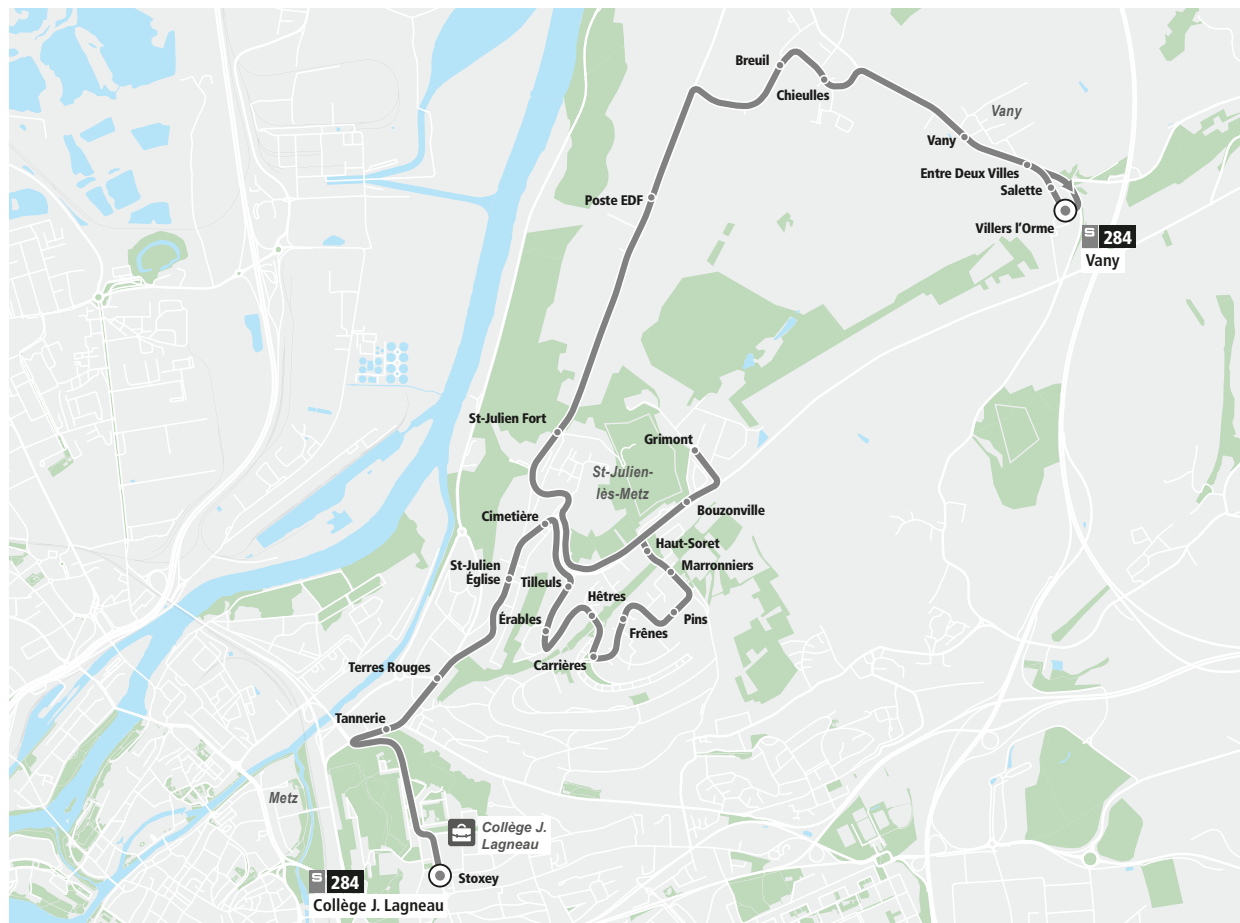 Breuil
Chieulles
Vany
Vany
Entre Deux Villes
Salette
Villers l'Orme
S 284
Vany
Poste EDF
St-Julien Fort
Grimont
St-Julien-
lès-Metz
Bouzonville
Cimetière
Haut-Soret
Marronniers
St-Julien
Église
Tilleuls
Hêtres
Érables
Pins
Frênes
Carrières
Terres Rouges
Tannerie
Metz
Collège J.
Lagneau
Stoxey
S 284
Collège J. Lagneau